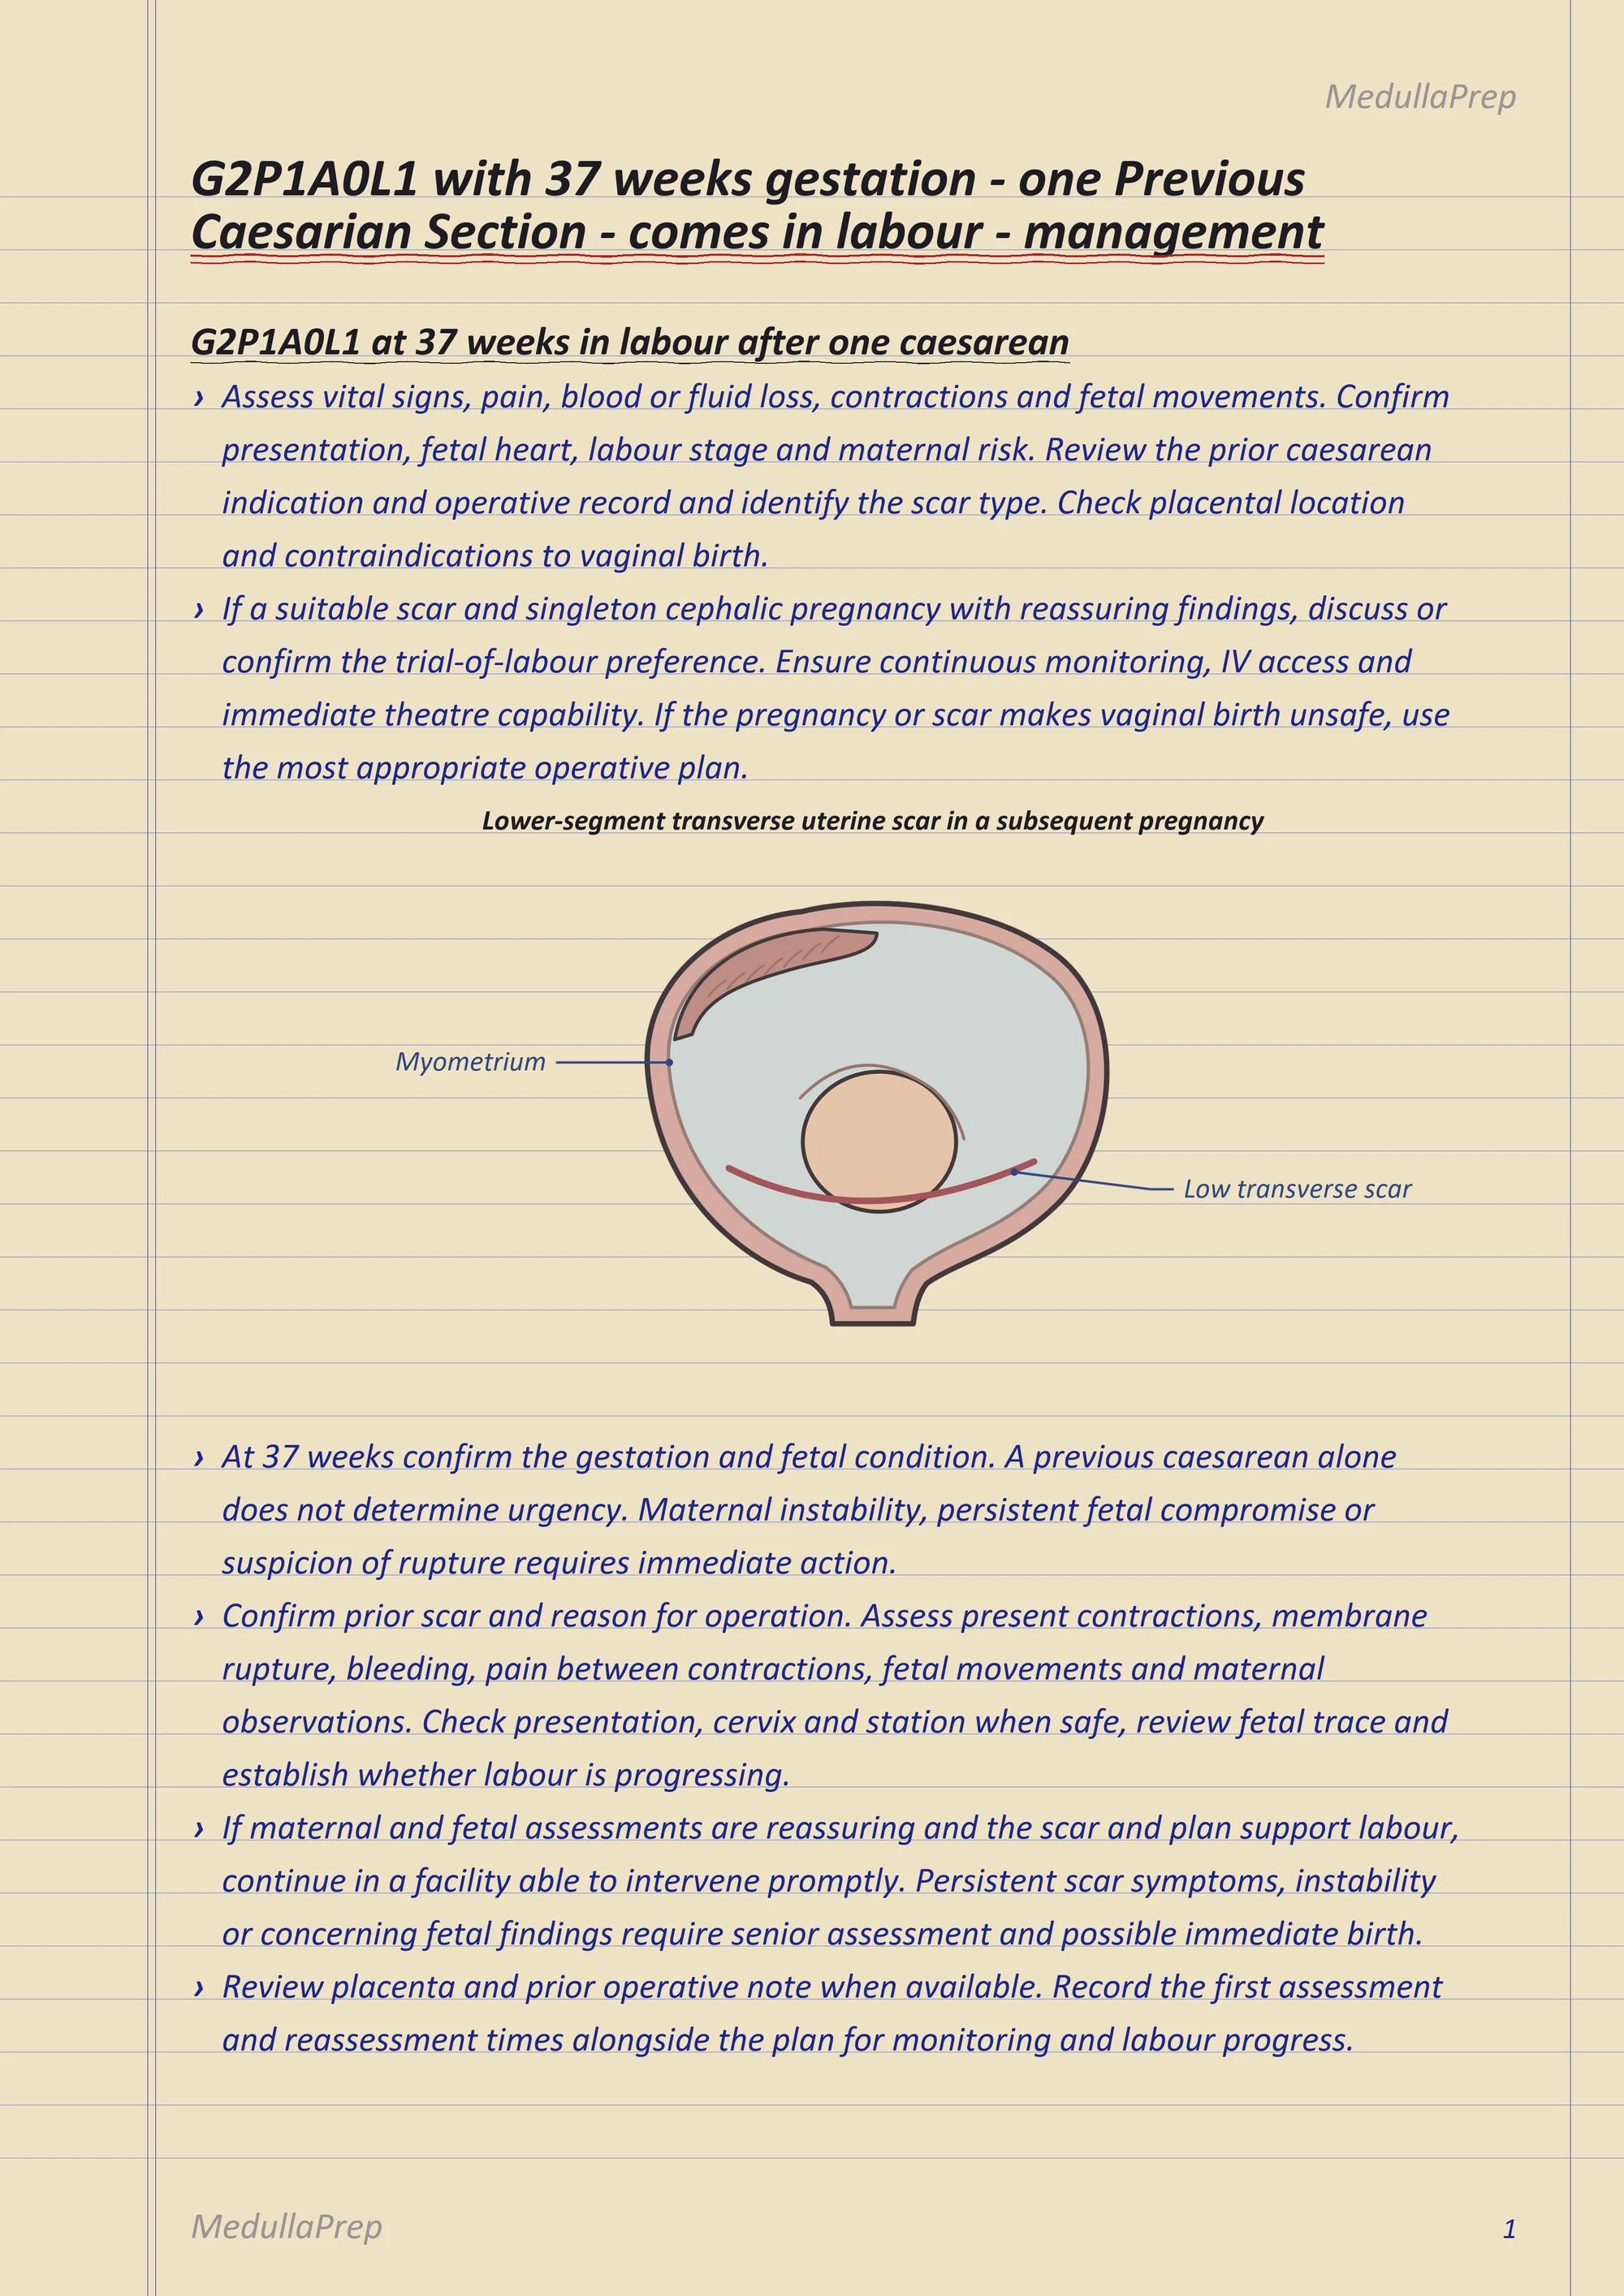 MedullaPrep
G2P1A0L1 with 37 weeks gestation - one Previous
Caesarian Section - comes in labour - management
G2P1A0L1 at 37 weeks in labour after one caesarean
› Assess vital signs, pain, blood or fluid loss, contractions and fetal movements. Confirm
presentation, fetal heart, labour stage and maternal risk. Review the prior caesarean
indication and operative record and identify the scar type. Check placental location
and contraindications to vaginal birth.
› If a suitable scar and singleton cephalic pregnancy with reassuring findings, discuss or
confirm the trial-of-labour preference. Ensure continuous monitoring, IV access and
immediate theatre capability. If the pregnancy or scar makes vaginal birth unsafe, use
the most appropriate operative plan.
Lower-segment transverse uterine scar in a subsequent pregnancy
Myometrium
Low transverse scar
› At 37 weeks confirm the gestation and fetal condition. A previous caesarean alone
does not determine urgency. Maternal instability, persistent fetal compromise or
suspicion of rupture requires immediate action.
› Confirm prior scar and reason for operation. Assess present contractions, membrane
rupture, bleeding, pain between contractions, fetal movements and maternal
observations. Check presentation, cervix and station when safe, review fetal trace and
establish whether labour is progressing.
› If maternal and fetal assessments are reassuring and the scar and plan support labour,
continue in a facility able to intervene promptly. Persistent scar symptoms, instability
or concerning fetal findings require senior assessment and possible immediate birth.
› Review placenta and prior operative note when available. Record the first assessment
and reassessment times alongside the plan for monitoring and labour progress.
MedullaPrep
1